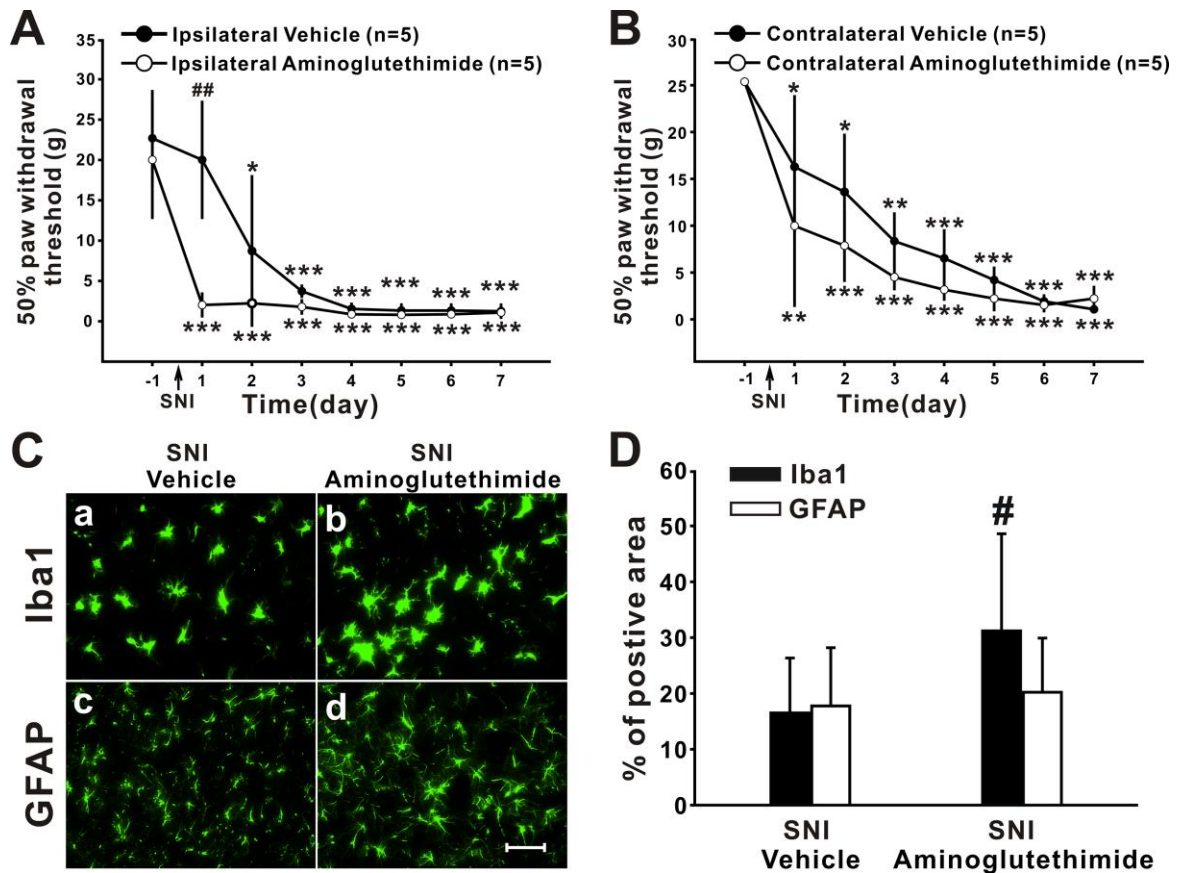 A
Ipsilateral Vehicle (n=5)
Ipsilateral Aminoglutethimide (n=5)
50% paw withdrawal
threshold (g)
35
30
25
20
15
10
5
0
##
*
***
***
***
***
***
***
***
***
***
***
***
***
-1
1
2
3
4
5
6
7
SNI
Time(day)
B
Contralateral Vehicle (n=5)
Contralateral Aminoglutethimide (n=5)
50% paw withdrawal
threshold (g)
30
25
20
15
10
5
0
*
*
**
***
***
***
***
**
***
***
***
***
***
***
-1
1
2
3
4
5
6
7
SNI
Time(day)
C
SNI
Vehicle
SNI
Aminoglutethimide
Iba1
GFAP
a
b
c
d
D
Iba1
GFAP
#
% of postive area
60
50
40
30
20
10
0
SNI
Vehicle
SNI
Aminoglutethimide